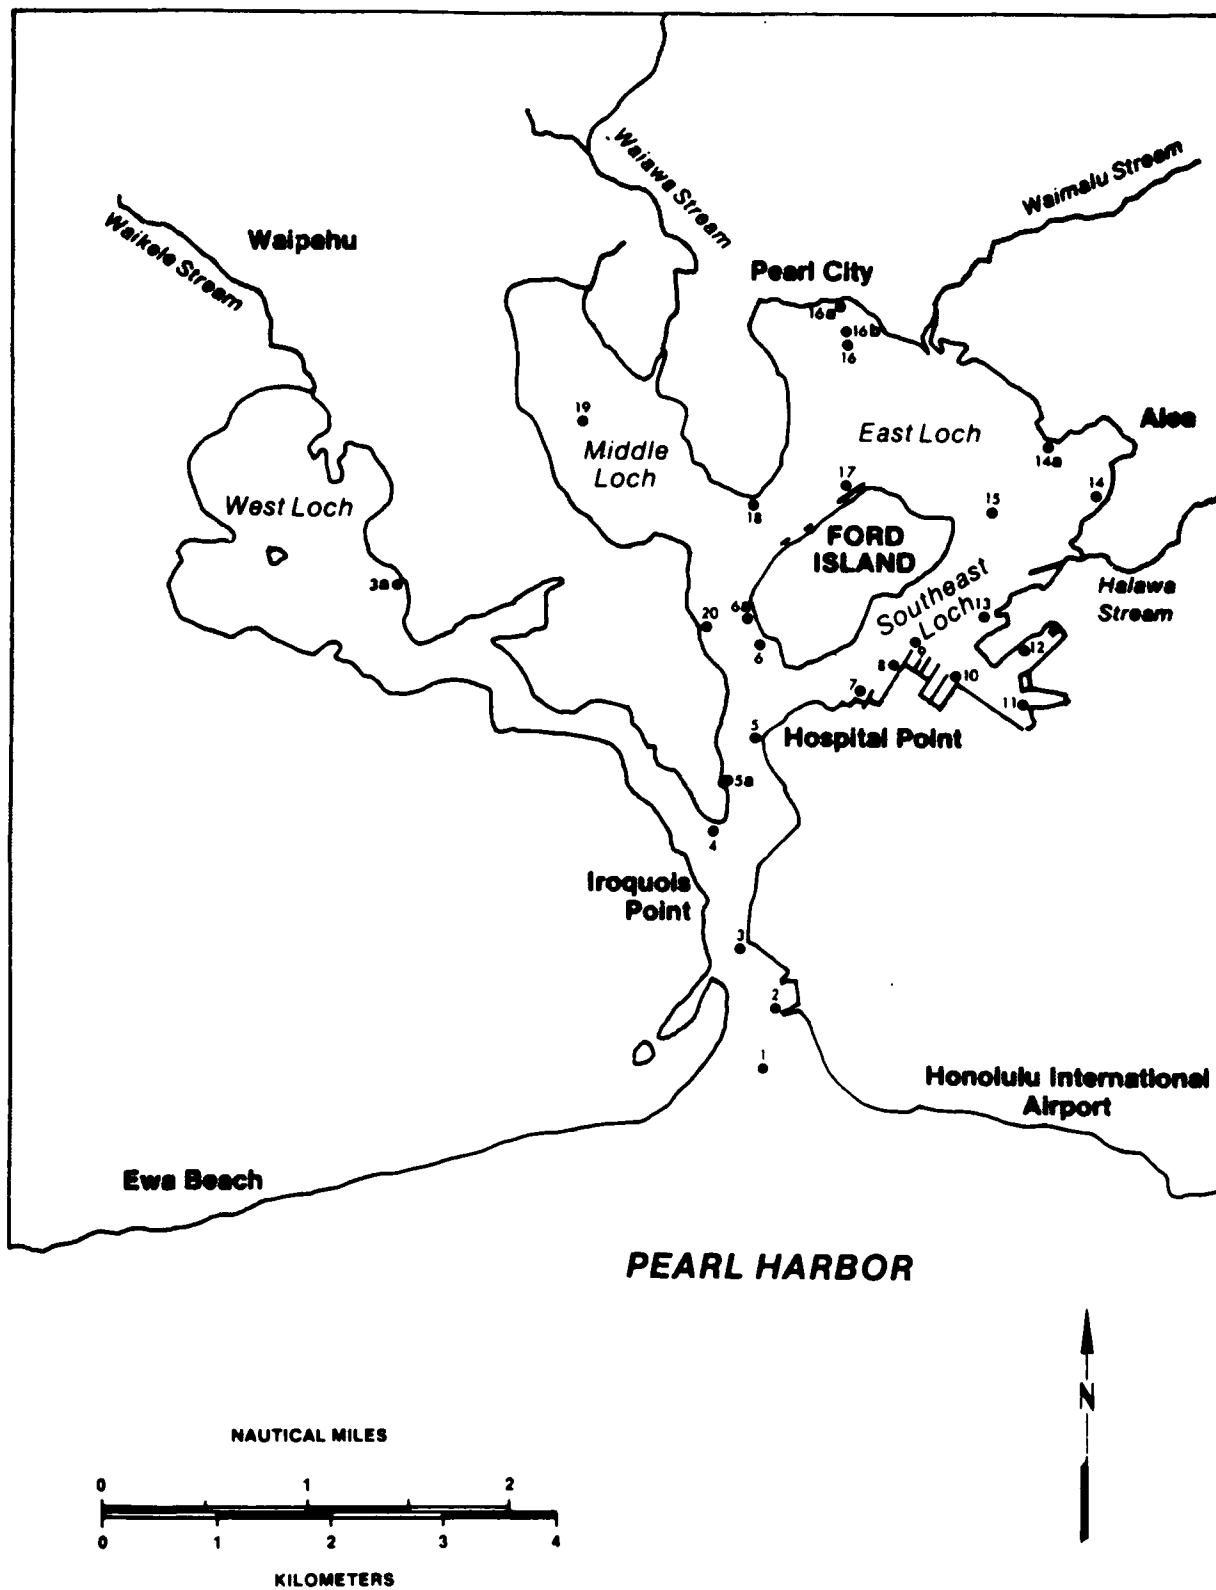 Waiawa Stream
Waimalu Stream
Waikele Stream
Waipahu
Pearl City
16a
16b
16
19
Middle
Loch
East Loch
Aiea
14a
West Loch
17
18
15
14
FORD
ISLAND
3a
Southeast
Loch
Halawa
Stream
6a
20
6
13
12
9
8
10
7
11
5
Hospital Point
5a
4
Iroquois
Point
3
2
1
Honolulu International
Airport
Ewa Beach
PEARL HARBOR
N
NAUTICAL MILES
0 1 2
0 1 2 3 4
KILOMETERS